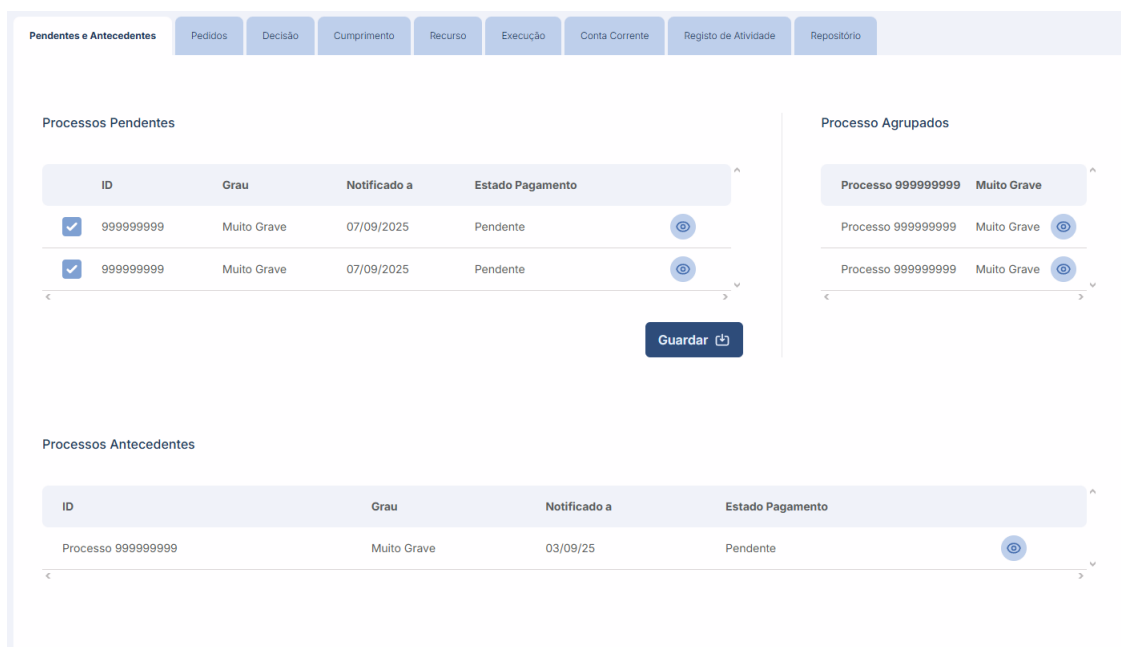 Pendentes e Antecedentes Pedidos Decisão Cumprimento Recurso Execução Conta Corrente Registo de Atividade Repositório
Processos Pendentes
ID Grau Notificado a Estado Pagamento
999999999 Muito Grave 07/09/2025 Pendente
999999999 Muito Grave 07/09/2025 Pendente
Guardar
Processo Agrupados
Processo 999999999 Muito Grave
Processo 999999999 Muito Grave
Processo 999999999 Muito Grave
Processos Antecedentes
ID Grau Notificado a Estado Pagamento
Processo 999999999 Muito Grave 03/09/25 Pendente